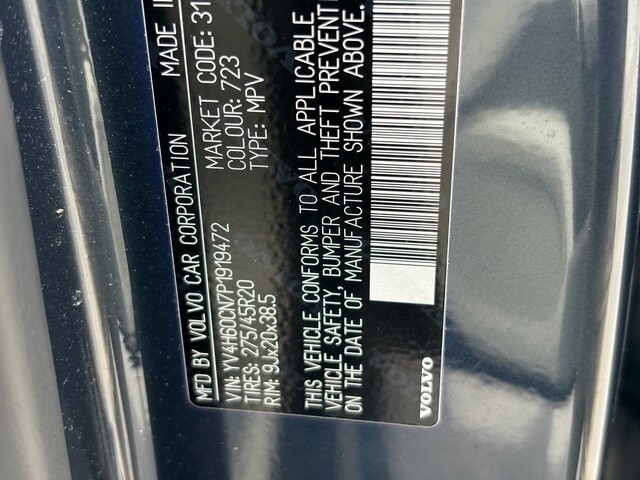 MFD BY VOLVO CAR CORPORATION MADE I
VIN: YV4H60CN7P1919472 MARKET CODE: 31
TIRES: 275/45R20 COLOUR: 723
RIM: 9Jx20x38.5 TYPE: MPV
THIS VEHICLE CONFORMS TO ALL APPLICABLE
VEHICLE SAFETY, BUMPER AND THEFT PREVENT
ON THE DATE OF MANUFACTURE SHOWN ABOVE.
VOLVO